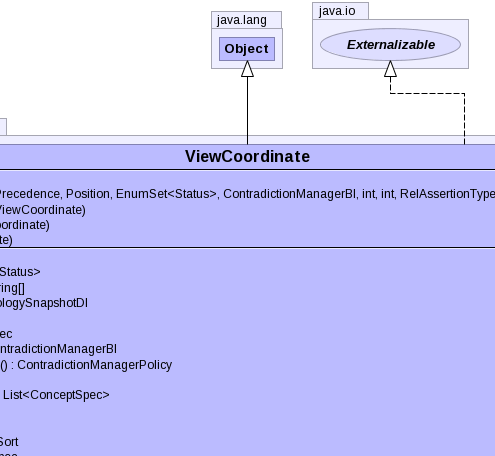 java.lang
java.io
Object
Externalizable
ViewCoordinate
Precedence, Position, EnumSet<Status>, ContradictionManagerBI, int, int, RelAssertionType
ViewCoordinate)
ordinate)
te)
Status>
ring[]
ologySnapshotDI
ec
ntradictionManagerBI
() : ContradictionManagerPolicy
List<ConceptSpec>
Sort